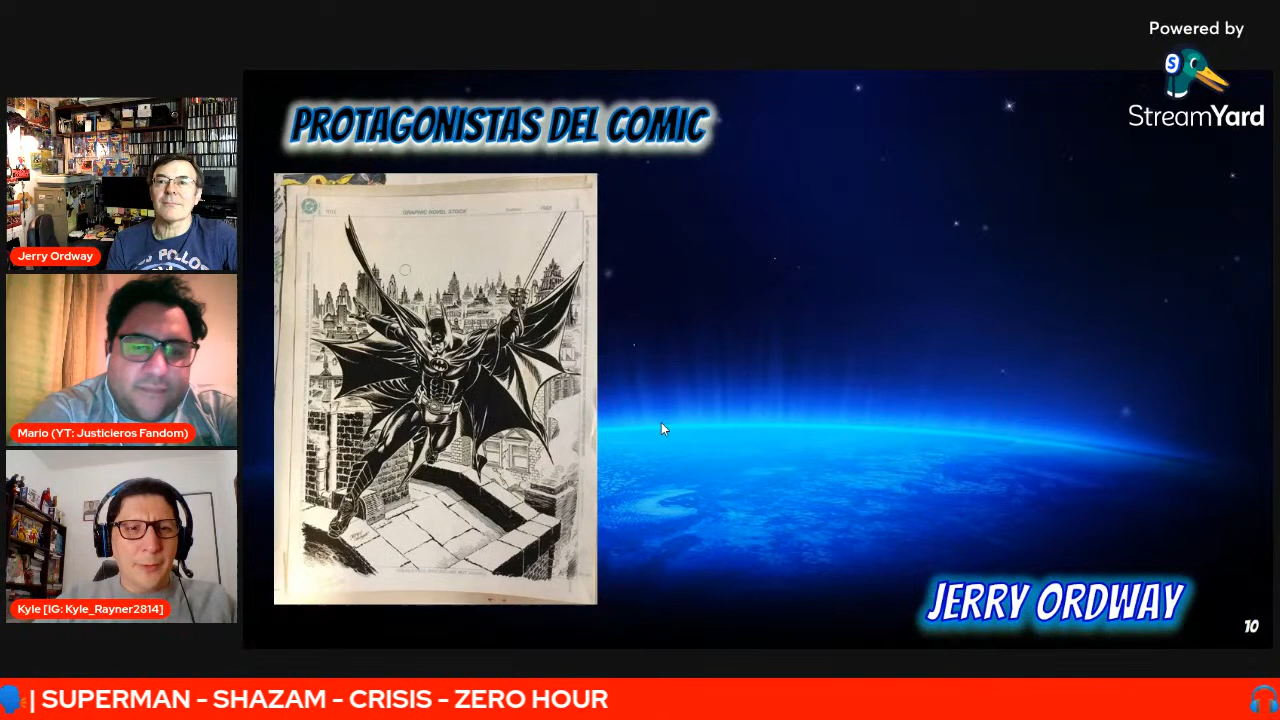 Powered by
StreamYard
S
PROTAGONISTAS DEL COMIC
GRAPHIC NOVEL STOCK
Jerry Ordway
Mario (YT: Justicieros Fandom)
Kyle [IG: Kyle_Rayner2814]
JERRY ORDWAY
10
| SUPERMAN - SHAZAM - CRISIS - ZERO HOUR